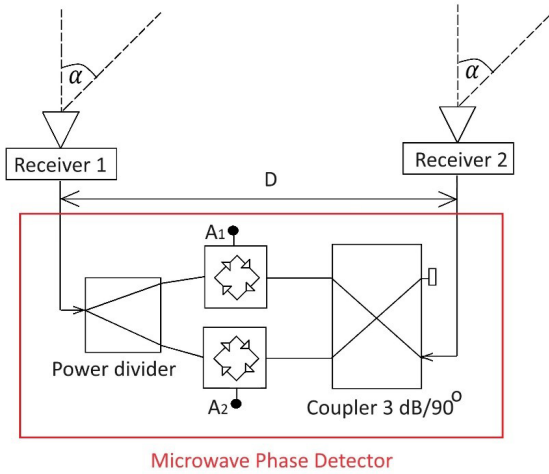 α
α
Receiver 1
Receiver 2
D
A1
Power divider
A2
Coupler 3 dB/90o
Microwave Phase Detector